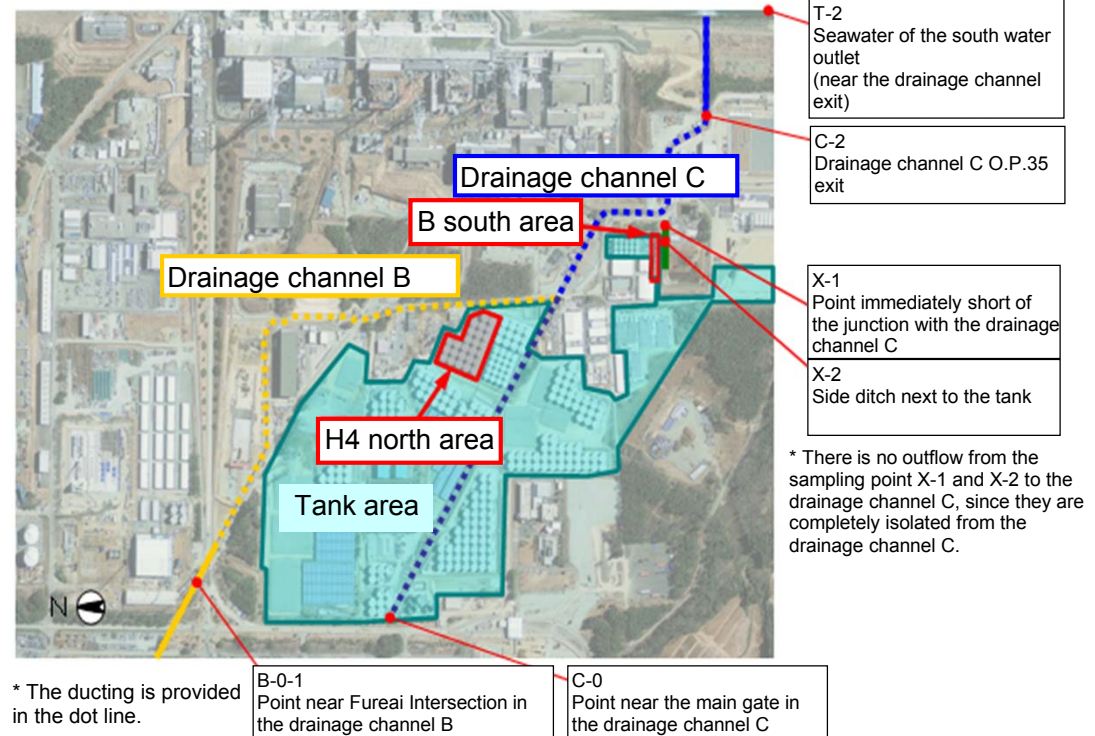 T-2
Seawater of the south water
outlet
(near the drainage channel
exit)
C-2
Drainage channel C O.P.35
exit
Drainage channel C
B south area
Drainage channel B
X-1
Point immediately short of
the junction with the drainage
channel C
X-2
Side ditch next to the tank
H4 north area
* There is no outflow from the
sampling point X-1 and X-2 to the
drainage channel C, since they are
completely isolated from the
drainage channel C.
Tank area
N
* The ducting is provided
in the dot line.
B-0-1
Point near Fureai Intersection in
the drainage channel B
C-0
Point near the main gate in
the drainage channel C